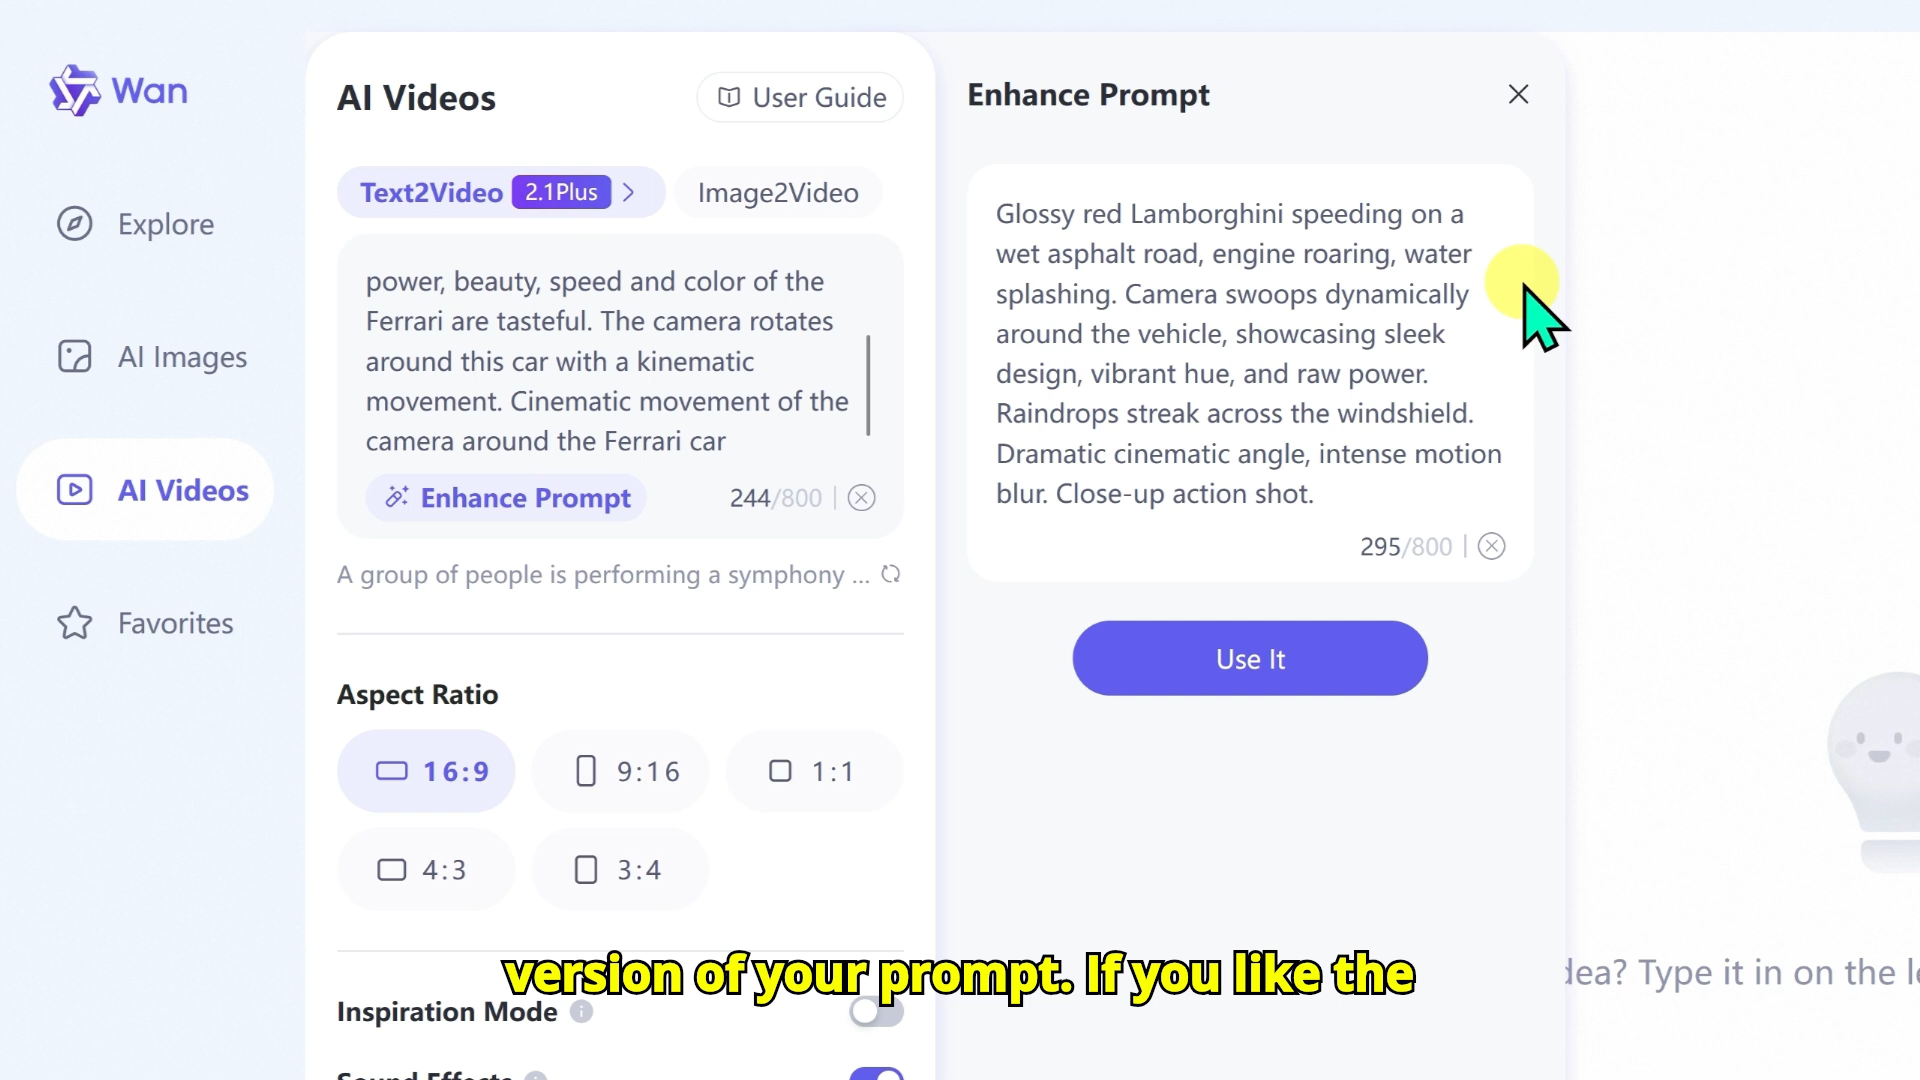 Wan
Explore
AI Images
AI Videos
Favorites
AI Videos
User Guide
Text2Video 2.1Plus
Image2Video
power, beauty, speed and color of the
Ferrari are tasteful. The camera rotates
around this car with a kinematic
movement. Cinematic movement of the
camera around the Ferrari car
Enhance Prompt
244/800
A group of people is performing a symphony ...
Aspect Ratio
16:9
9:16
1:1
4:3
3:4
Inspiration Mode
Sound Effects
Enhance Prompt
Glossy red Lamborghini speeding on a
wet asphalt road, engine roaring, water
splashing. Camera swoops dynamically
around the vehicle, showcasing sleek
design, vibrant hue, and raw power.
Raindrops streak across the windshield.
Dramatic cinematic angle, intense motion
blur. Close-up action shot.
295/800
Use It
dea? Type it in on the le
version of your prompt. If you like the